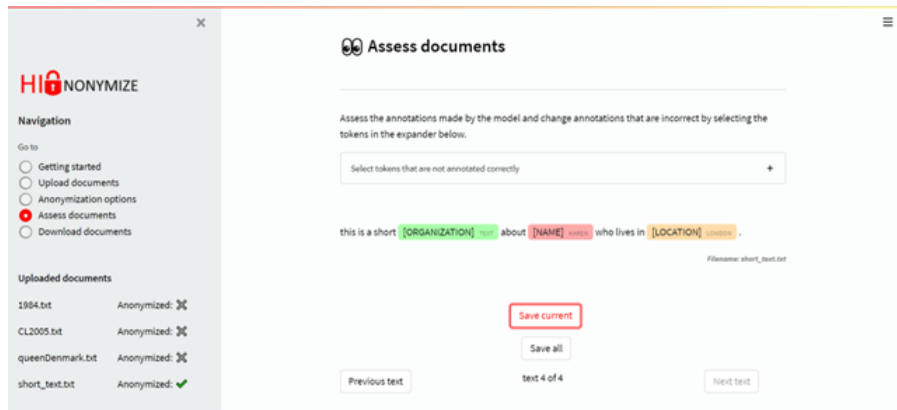 ×
HIDENONYMIZE
Navigation
Go to
Getting started
Upload documents
Anonymization options
Assess documents
Download documents
Uploaded documents
1984.txt Anonymized: ✖
CL2005.txt Anonymized: ✖
queenDenmark.txt Anonymized: ✖
short_text.txt Anonymized: ✔
☰
👀 Assess documents
Assess the annotations made by the model and change annotations that are incorrect by selecting the
tokens in the expander below.
Select tokens that are not annotated correctly +
this is a short [ORGANIZATION] TEXT about [NAME] KAREN who lives in [LOCATION] LONDON .
Filename: short_text.txt
Save current
Save all
Previous text text 4 of 4 Next text